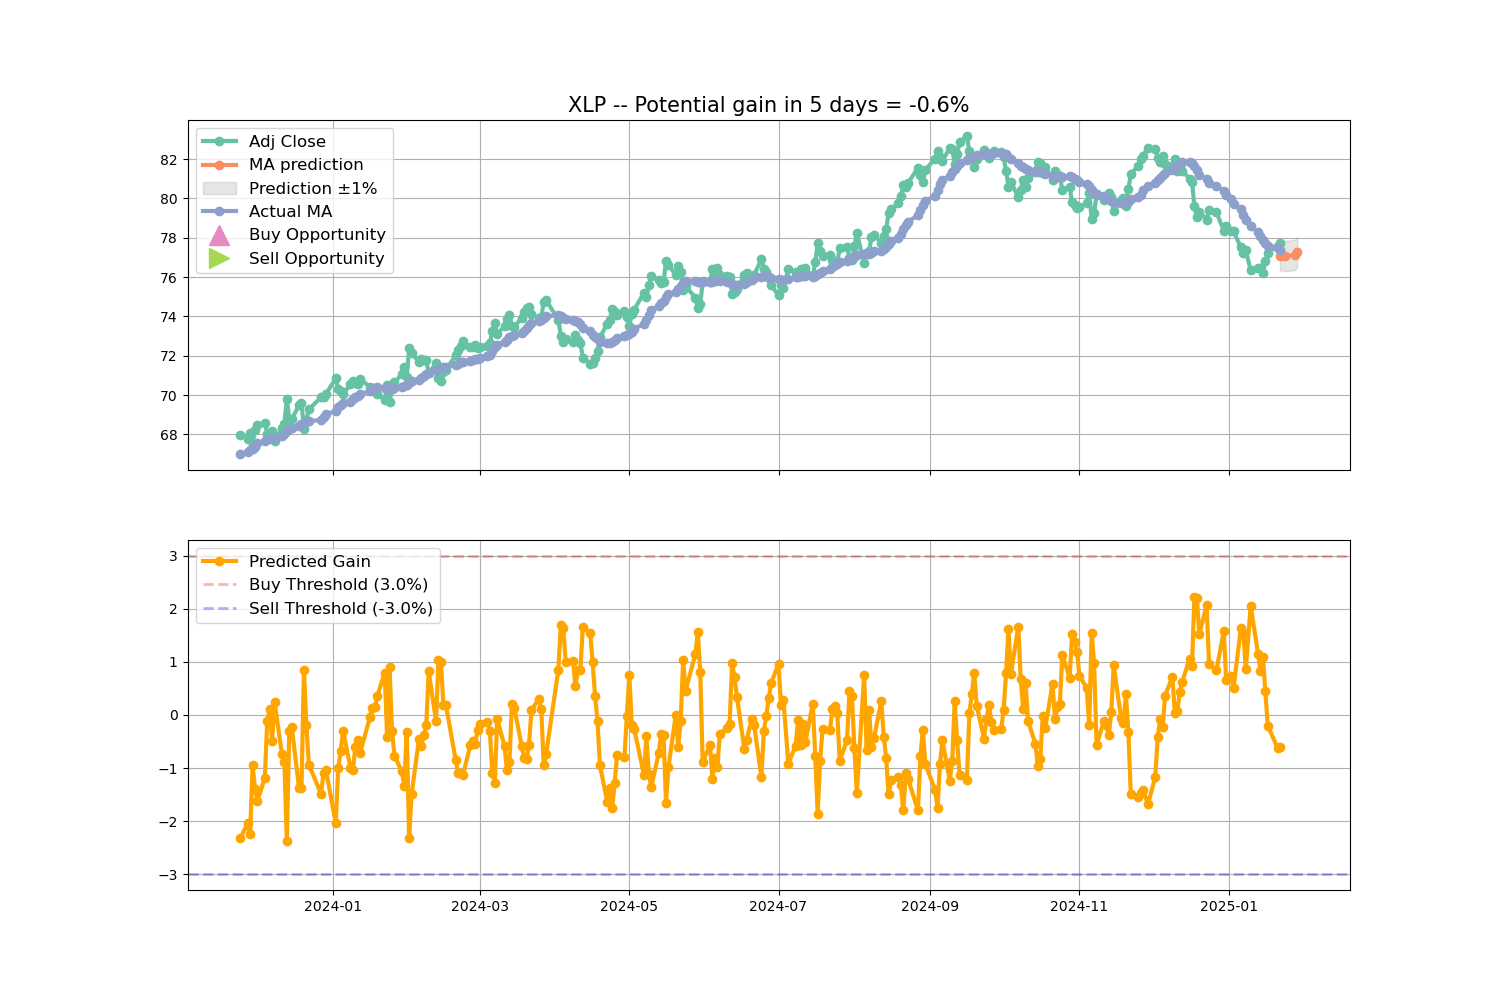 XLP -- Potential gain in 5 days = -0.6%
Adj Close
MA prediction
Prediction ±1%
Actual MA
Buy Opportunity
Sell Opportunity
82
80
78
76
74
72
70
68
Predicted Gain
Buy Threshold (3.0%)
Sell Threshold (-3.0%)
3
2
1
0
−1
−2
−3
2024-01
2024-03
2024-05
2024-07
2024-09
2024-11
2025-01